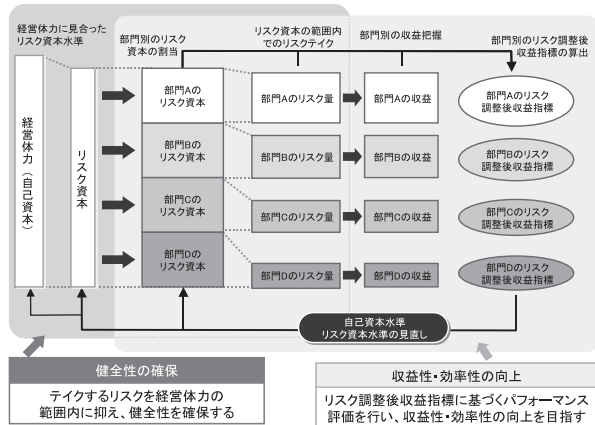 経営体力に見合った
リスク資本水準
部門別のリスク
資本の割当
リスク資本の範囲内
でのリスクテイク
部門別の収益把握
部門別のリスク調整後
収益指標の算出
経営体力（自己資本）
リスク資本
部門Aの
リスク資本
部門Aのリスク量
部門Aの収益
部門Aのリスク
調整後収益指標
部門Bの
リスク資本
部門Bのリスク量
部門Bの収益
部門Bのリスク
調整後収益指標
部門Cの
リスク資本
部門Cのリスク量
部門Cの収益
部門Cのリスク
調整後収益指標
部門Dの
リスク資本
部門Dのリスク量
部門Dの収益
部門Dのリスク
調整後収益指標
自己資本水準
リスク資本水準の見直し
健全性の確保
テイクするリスクを経営体力の
範囲内に抑え、健全性を確保する
収益性・効率性の向上
リスク調整後収益指標に基づくパフォーマンス
評価を行い、収益性・効率性の向上を目指す